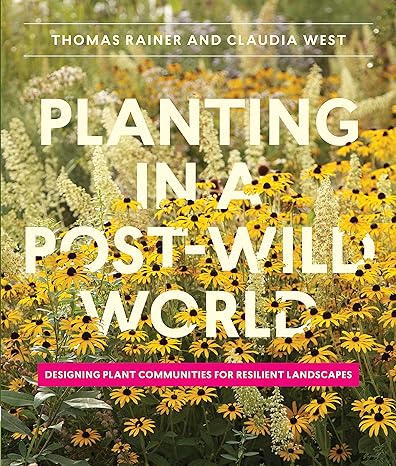 THOMAS RAINER AND CLAUDIA WEST
PLANTING
IN A
POST-WILD
WORLD
DESIGNING PLANT COMMUNITIES FOR RESILIENT LANDSCAPES